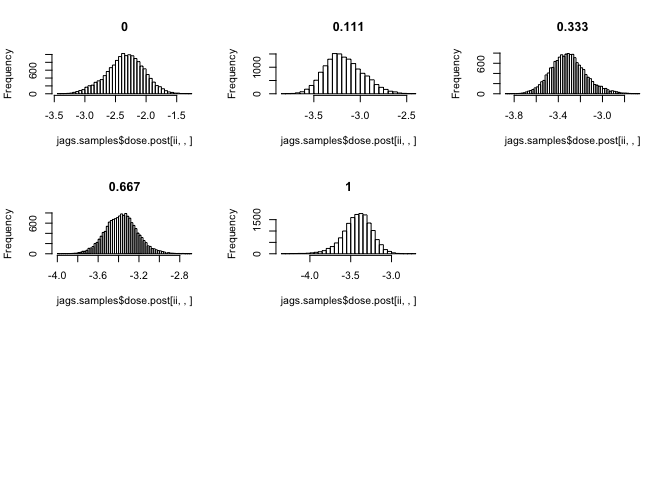 0
0.111
0.333
Frequency
0 600
Frequency
0 1000
Frequency
0 600
-3.5 -3.0 -2.5 -2.0 -1.5
-3.5 -3.0 -2.5
-3.8 -3.4 -3.0
jags.samples$dose.post[ii, , ]
jags.samples$dose.post[ii, , ]
jags.samples$dose.post[ii, , ]
0.667
1
Frequency
0 600
Frequency
0 1500
-4.0 -3.6 -3.2 -2.8
-4.0 -3.5 -3.0
jags.samples$dose.post[ii, , ]
jags.samples$dose.post[ii, , ]